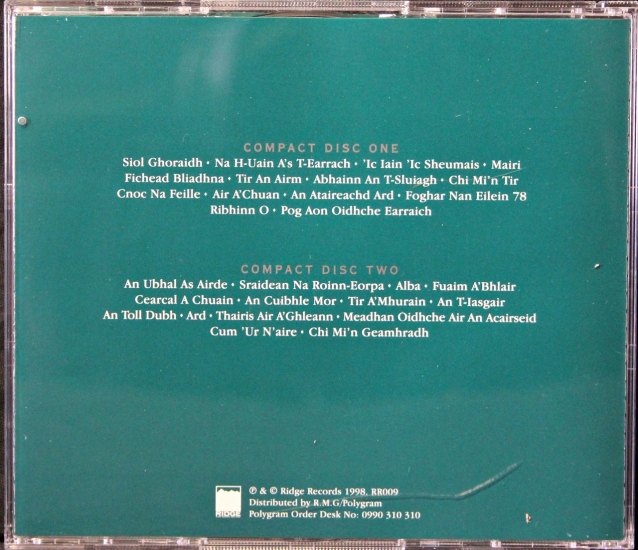 COMPACT DISC ONE
Siol Ghoraidh • Na H-Uain A's T-Earrach • 'Ic Iain 'Ic Sheumais • Mairi
Fichead Bliadhna • Tir An Airm • Abhainn An T-Sluiagh • Chi Mi'n Tir
Cnoc Na Feille • Air A'Chuan • An Ataireachd Ard • Foghar Nan Eilein 78
Ribhinn O • Pog Aon Oidhche Earraich
COMPACT DISC TWO
An Ubhal As Airde • Sraidean Na Roinn-Eorpa • Alba • Fuaim A'Bhlair
Cearcal A Chuain • An Cuibhle Mor • Tir A'Mhurain • An T-Iasgair
An Toll Dubh • Ard • Thairis Air A'Ghleann • Meadhan Oidhche Air An Acairseid
Cum 'Ur N'aire • Chi Mi'n Geamhradh
RIDGE
℗ & © Ridge Records 1998. RR009
Distributed by R.M.G/Polygram
Polygram Order Desk No: 0990 310 310